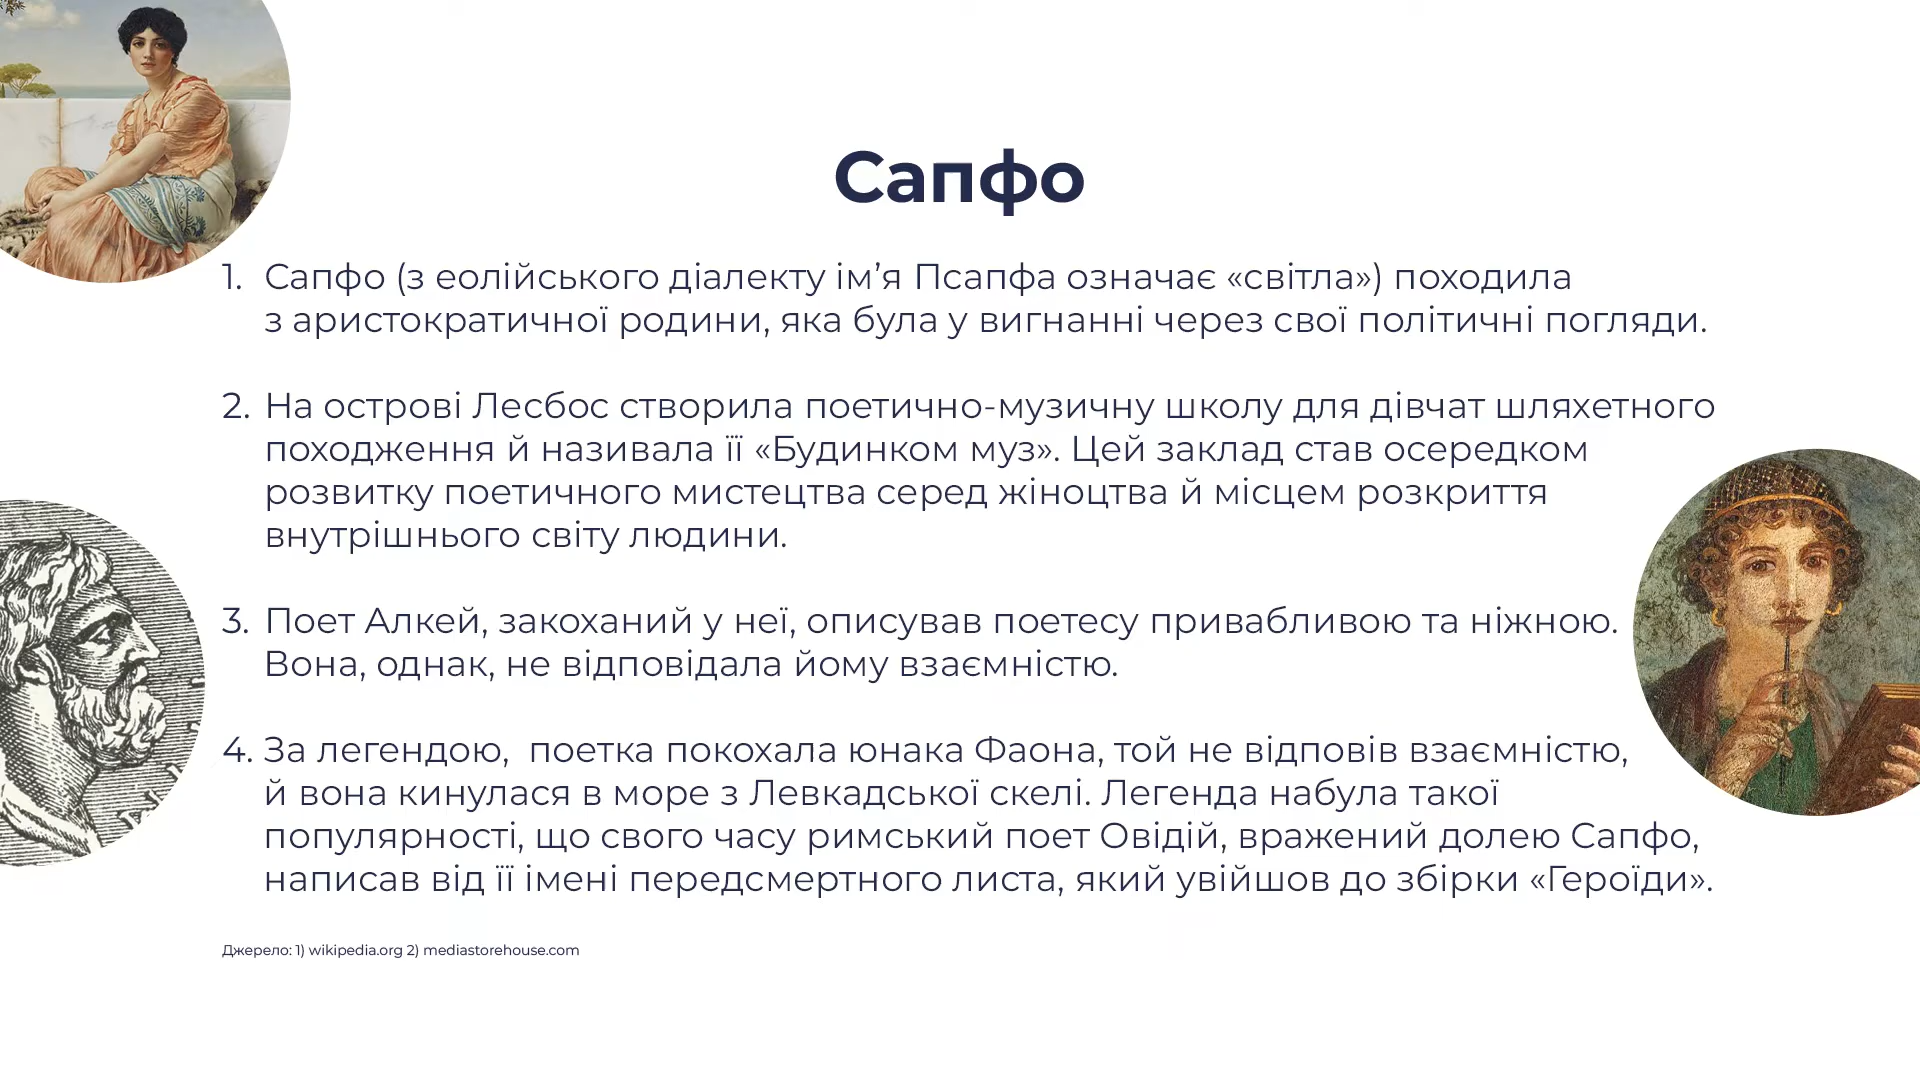 Сапфо
1. Сапфо (з еолійського діалекту ім’я Псапфа означає «світла») походила
з аристократичної родини, яка була у вигнанні через свої політичні погляди.
2. На острові Лесбос створила поетично-музичну школу для дівчат шляхетного
походження й називала її «Будинком муз». Цей заклад став осередком
розвитку поетичного мистецтва серед жіноцтва й місцем розкриття
внутрішнього світу людини.
3. Поет Алкей, закоханий у неї, описував поетесу привабливою та ніжною.
Вона, однак, не відповідала йому взаємністю.
4. За легендою,  поетка покохала юнака Фаона, той не відповів взаємністю,
й вона кинулася в море з Левкадської скелі. Легенда набула такої
популярності, що свого часу римський поет Овідій, вражений долею Сапфо,
написав від її імені передсмертного листа, який увійшов до збірки «Героїди».
Джерело: 1) wikipedia.org 2) mediastorehouse.com